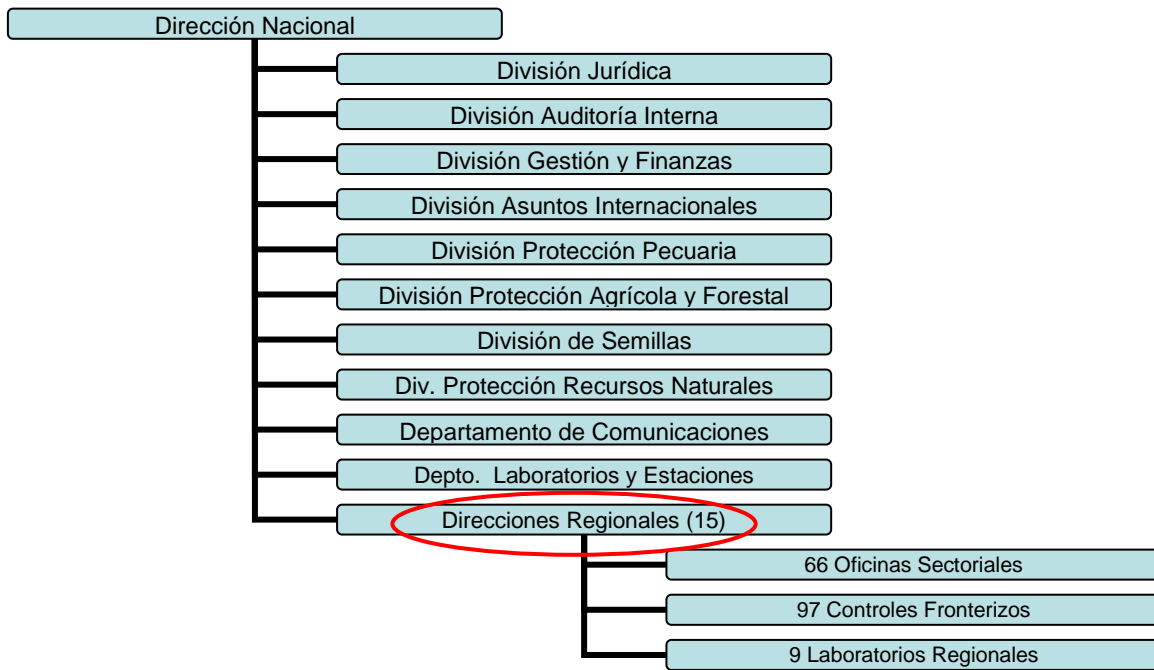 Dirección Nacional
División Jurídica
División Auditoría Interna
División Gestión y Finanzas
División Asuntos Internacionales
División Protección Pecuaria
División Protección Agrícola y Forestal
División de Semillas
Div. Protección Recursos Naturales
Departamento de Comunicaciones
Depto. Laboratorios y Estaciones
Direcciones Regionales (15)
66 Oficinas Sectoriales
97 Controles Fronterizos
9 Laboratorios Regionales